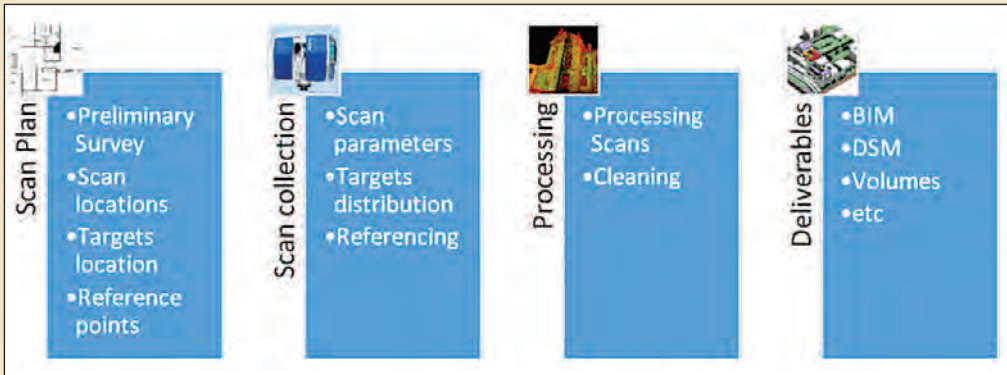 Scan Plan
•Preliminary
Survey
•Scan
locations
•Targets
location
•Reference
points
Scan collection
•Scan
parameters
•Targets
distribution
•Referencing
Processing
•Processing
Scans
•Cleaning
Deliverables
•BIM
•DSM
•Volumes
•etc